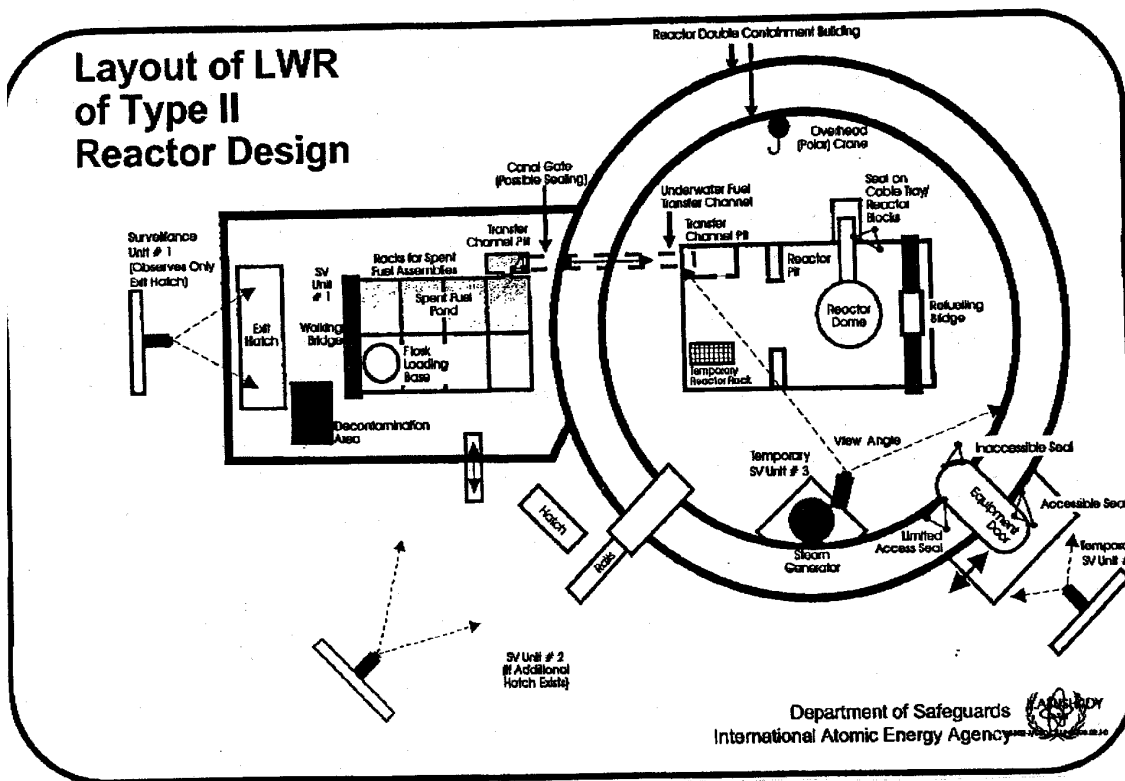 Layout of LWR
of Type II
Reactor Design
Reactor Double Containment Building
Overhead
(Polar) Crane
Canal Gate
(Possible Sealing)
Underwater Fuel
Transfer Channel
Seal on
Cable Tray/
Reactor
Blocks
Surveillance
Unit # 1
(Observes Only
Exit Hatch)
SV
Unit
# 1
Racks for Spent
Fuel Assemblies
Transfer
Channel Pit
Transfer
Channel Pit
Reactor
Pit
Spent Fuel
Pond
Reactor
Dome
Refuelling
Bridge
Exit
Hatch
Walking
Bridge
Flask
Loading
Base
Temporary
Reactor Rack
Decontamination
Area
View Angle
Temporary
SV Unit # 3
Inaccessible Seal
Accessible Seal
Equipment
Door
Limited
Access Seal
Hatch
Rails
Steam
Generator
Temporar
SV Unit #
SV Unit # 2
(If Additional
Hatch Exists)
Department of Safeguards
International Atomic Energy Agency